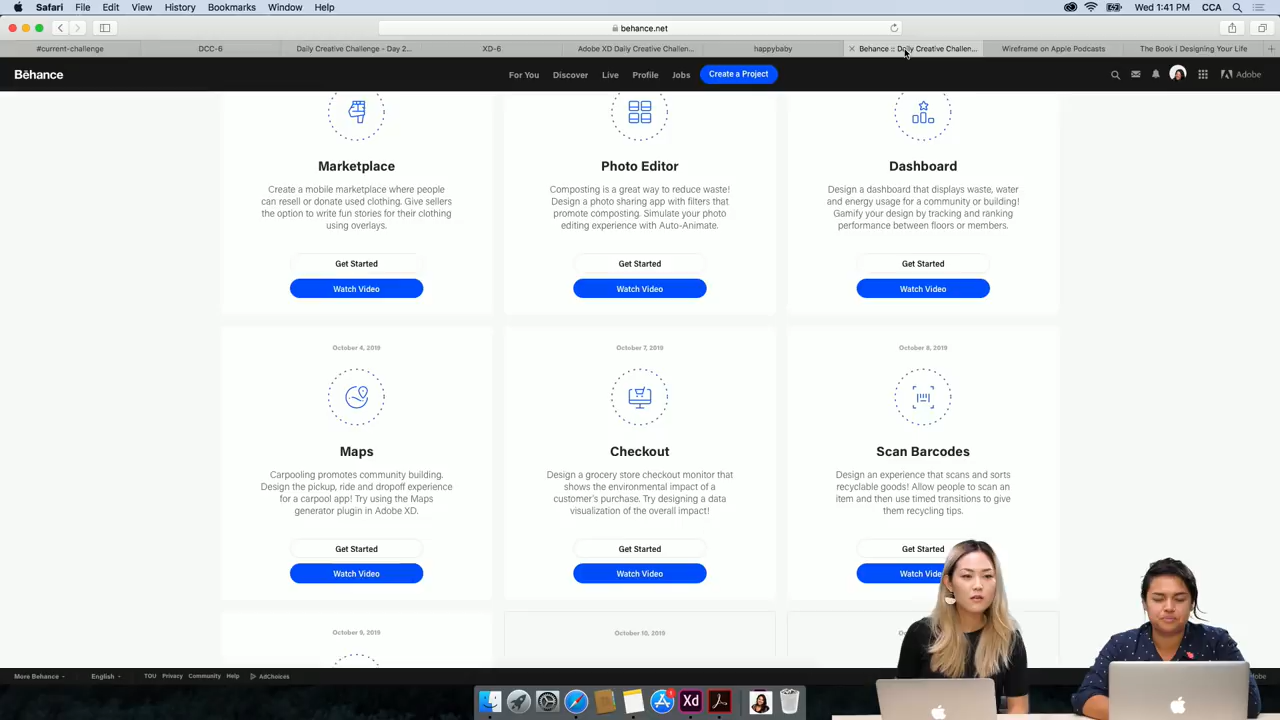 Safari File Edit View History Bookmarks Window Help
Wed 1:41 PM CCA
behance.net
#current-challenge
DCC-6
Daily Creative Challenge - Day 2...
XD-6
Adobe XD Daily Creative Challen...
happybaby
Behance :: Daily Creative Challen...
Wireframe on Apple Podcasts
The Book | Designing Your Life
Bēhance
For You Discover Live Profile Jobs Create a Project
Adobe
Marketplace
Create a mobile marketplace where people
can resell or donate used clothing. Give sellers
the option to write fun stories for their clothing
using overlays.
Get Started
Watch Video
Photo Editor
Composting is a great way to reduce waste!
Design a photo sharing app with filters that
promote composting. Simulate your photo
editing experience with Auto-Animate.
Get Started
Watch Video
Dashboard
Design a dashboard that displays waste, water
and energy usage for a community or building!
Gamify your design by tracking and ranking
performance between floors or members.
Get Started
Watch Video
October 4, 2019
Maps
Carpooling promotes community building.
Design the pickup, ride and dropoff experience
for a carpool app! Try using the Maps
generator plugin in Adobe XD.
Get Started
Watch Video
October 7, 2019
Checkout
Design a grocery store checkout monitor that
shows the environmental impact of a
customer's purchase. Try designing a data
visualization of the overall impact!
Get Started
Watch Video
October 8, 2019
Scan Barcodes
Design an experience that scans and sorts
recyclable goods! Allow people to scan an
item and then use timed transitions to give
them recycling tips.
Get Started
Watch Vide
October 9, 2019
October 10, 2019
More Behance
English
TOU Privacy Community Help AdChoices
Xd